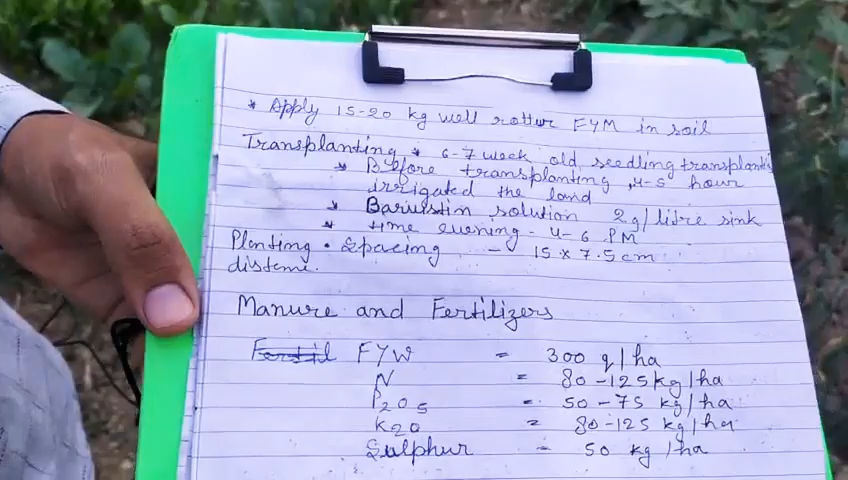 * Apply 15-20 kg well rotten FYM in soil
Transplanting * 6-7 week old seedling transplants
* Before transplanting, 4-5 hour
irrigated the land
* Baristin solution 2g/litre sink
* time evening - 4-6 PM
Planting • Spacing - 15 x 7.5 cm
disteme.
Manure and Fertilizers
FYW = 300 q/ha
N = 80-125 kg/ha
P2O5 = 50-75 kg/ha
K2O = 80-125 kg/ha
Sulphur - 50 kg/ha